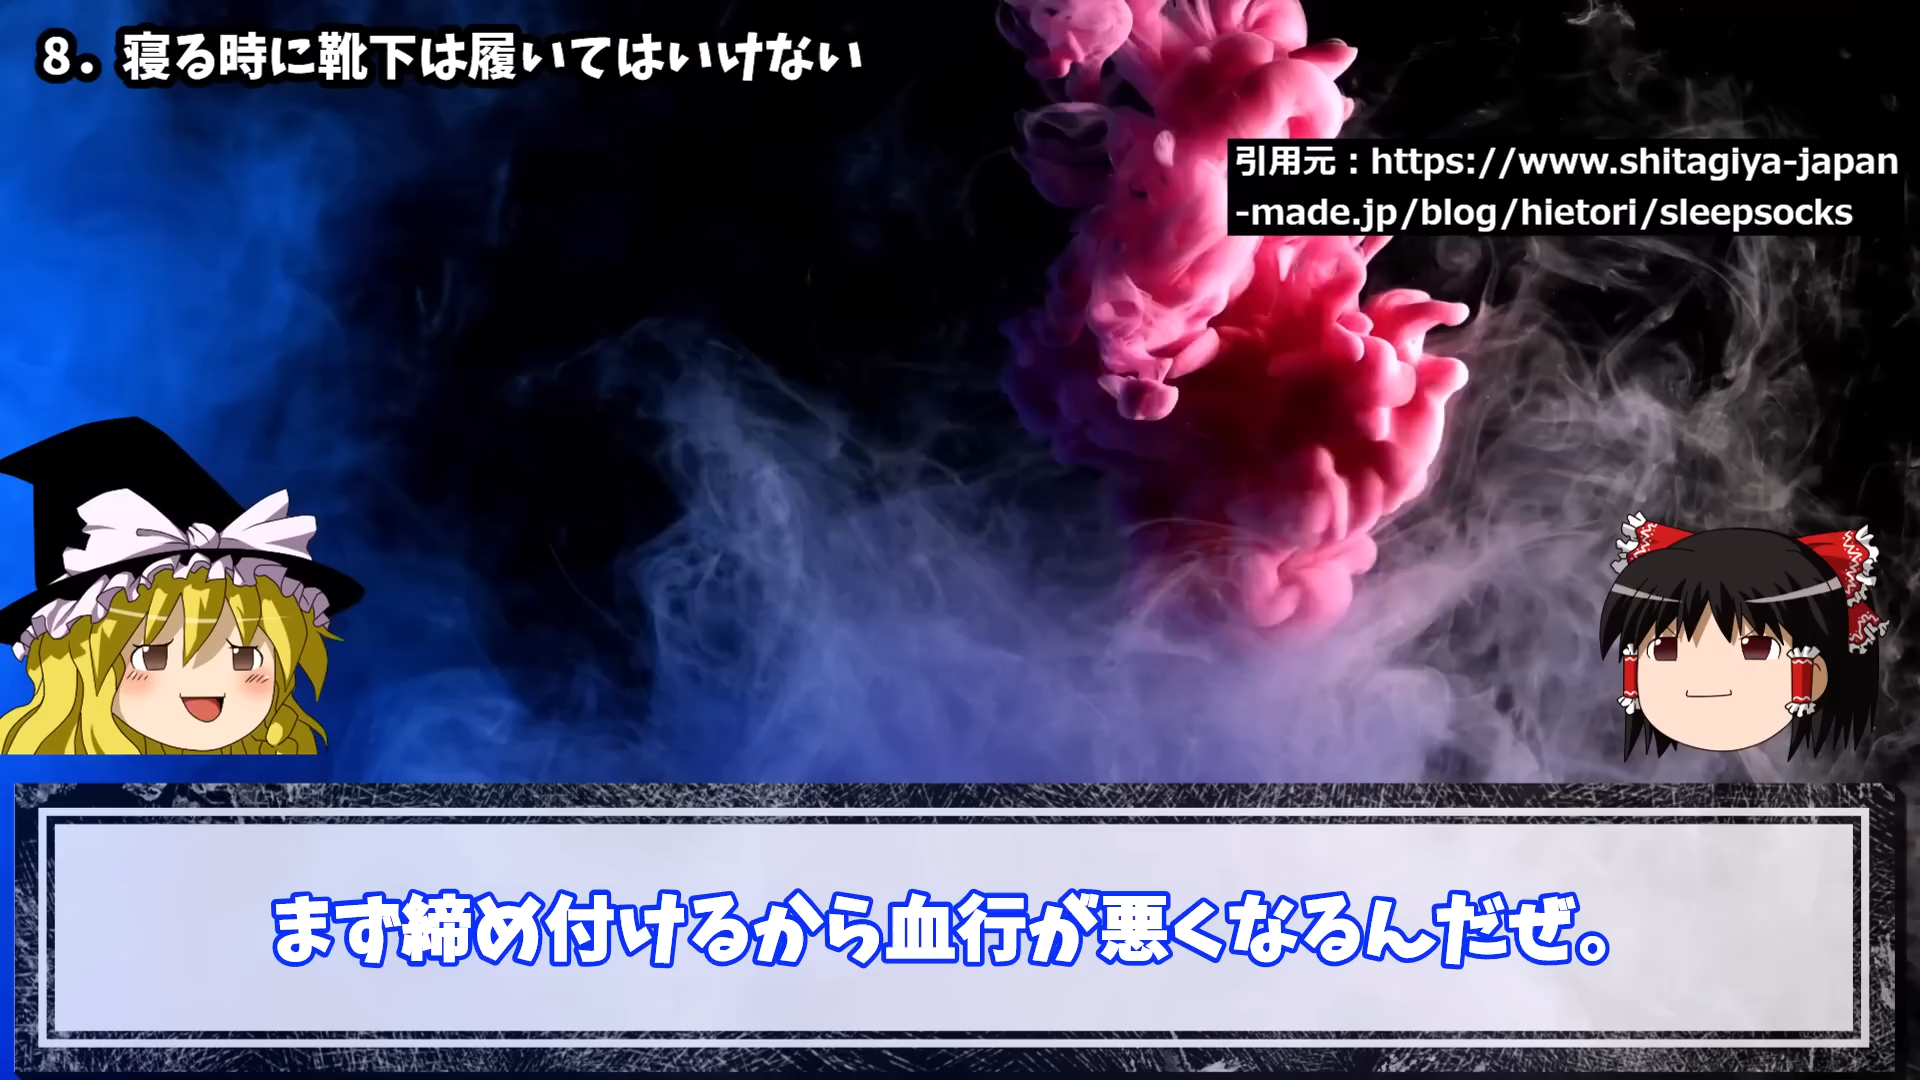 8．寝る時に靴下は履いてはいけない
引用元：https://www.shitagiya-japan
-made.jp/blog/hietori/sleepsocks
まず締め付けるから血行が悪くなるんだぜ。